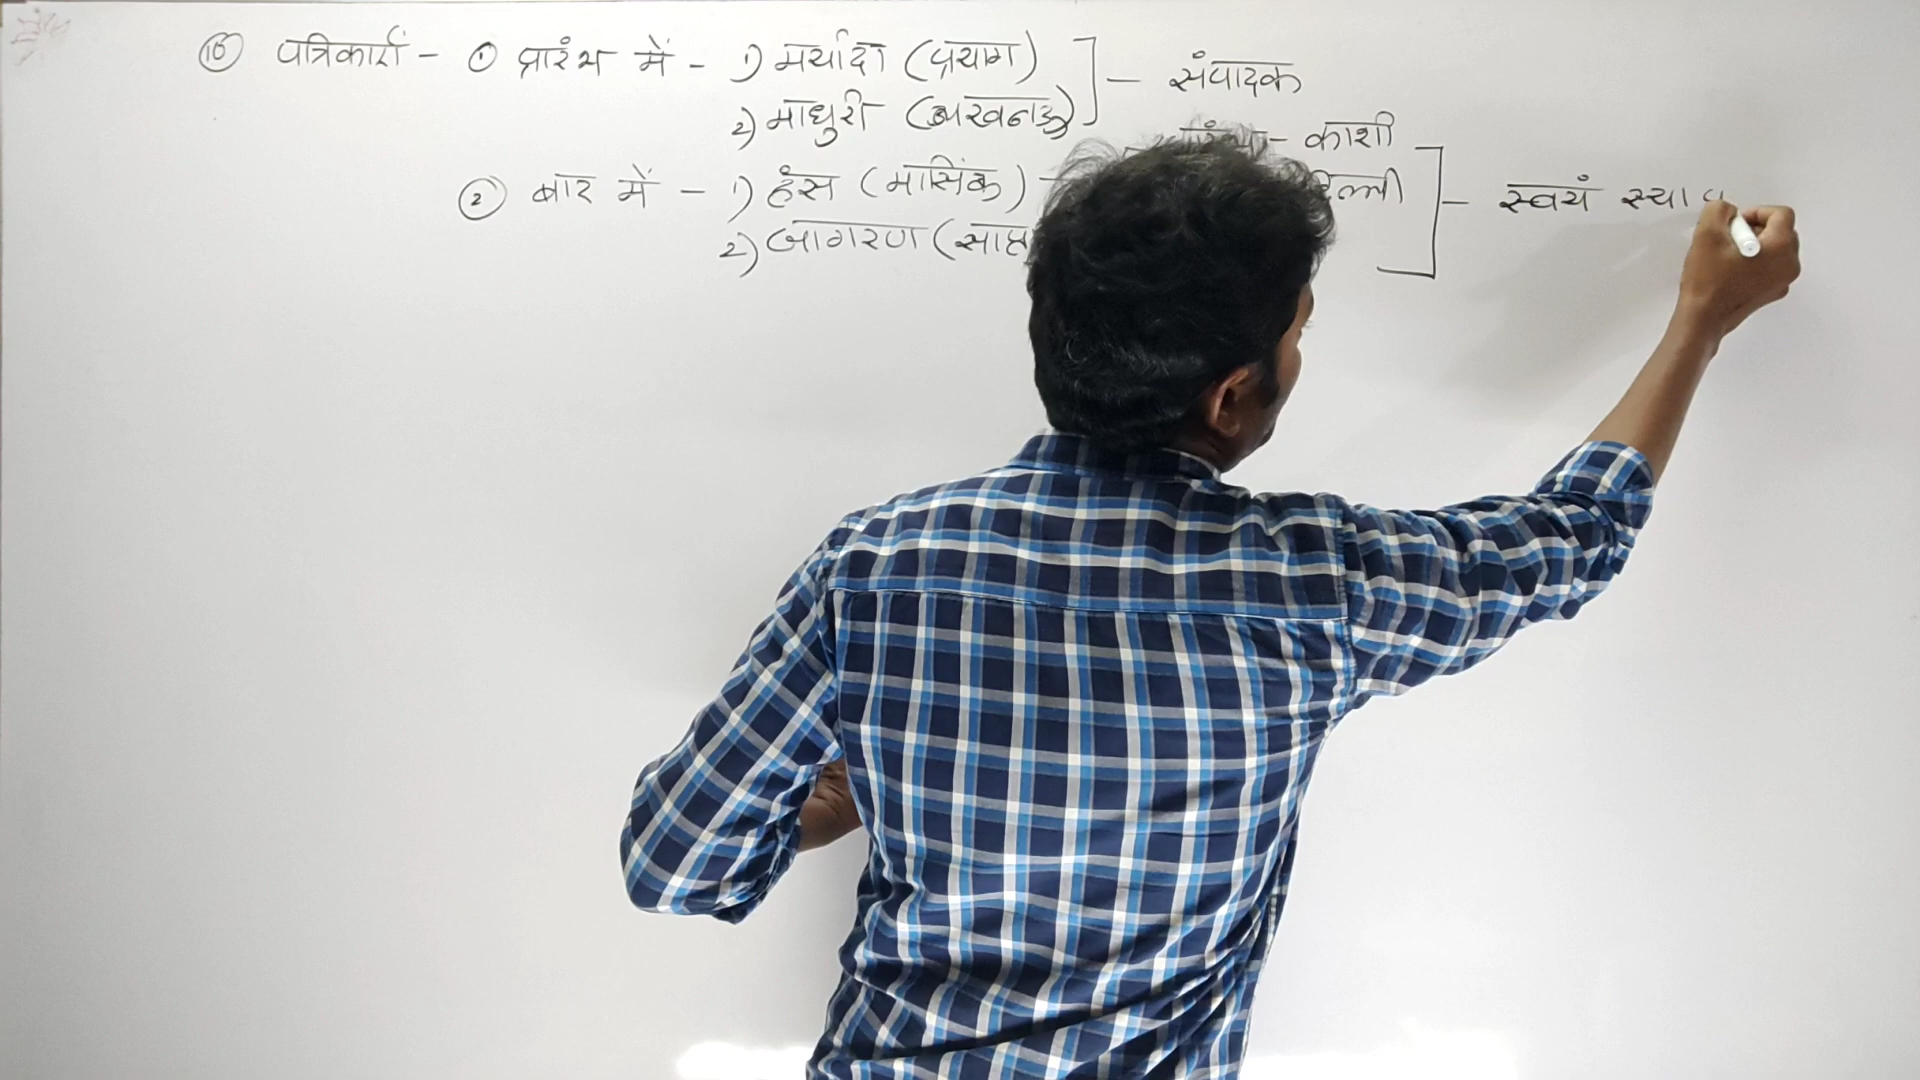 10 पत्रिकाएँ - ① प्रारंभ में - 1) मर्यादा (प्रयाग) ] - संपादक
2) माधुरी (लखनऊ)
- काशी
② बाद में - 1) हंस (मासिक) - दिल्ली ] - स्वयं स्थाप
2) जागरण (साप्ता